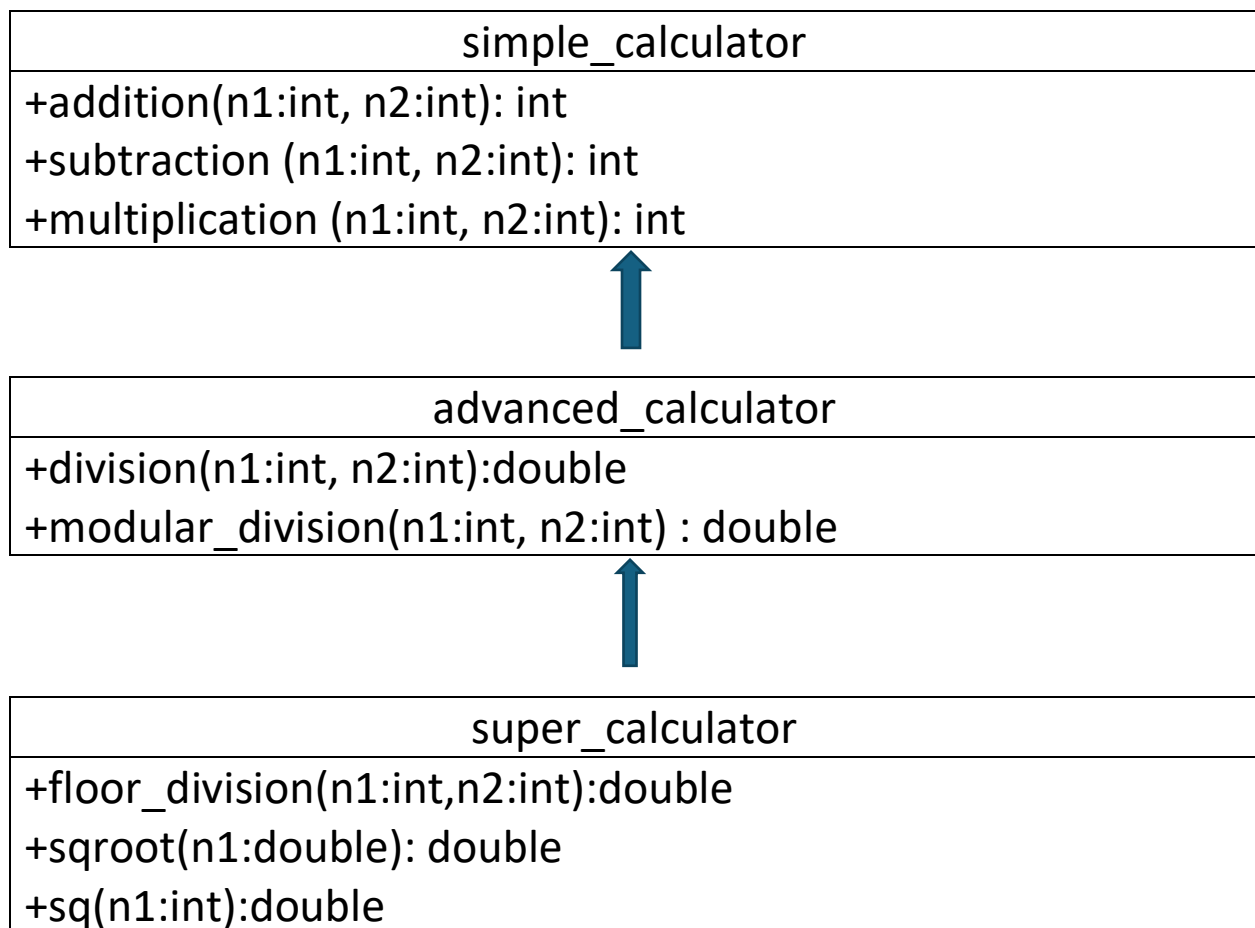 simple_calculator
+addition(n1:int, n2:int): int
+subtraction (n1:int, n2:int): int
+multiplication (n1:int, n2:int): int
advanced_calculator
+division(n1:int, n2:int):double
+modular_division(n1:int, n2:int) : double
super_calculator
+floor_division(n1:int,n2:int):double
+sqroot(n1:double): double
+sq(n1:int):double